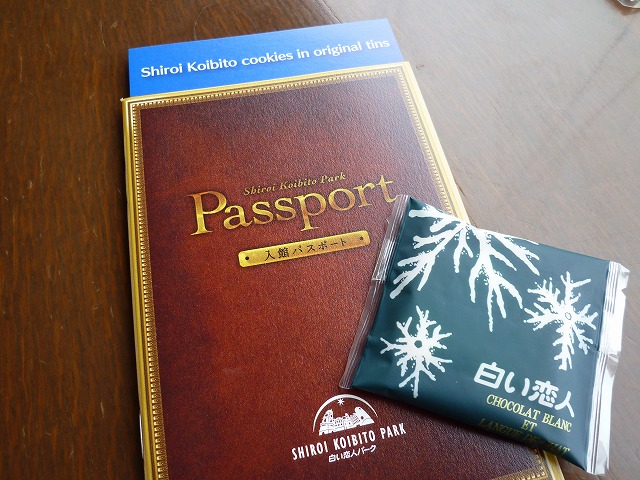 Shiroi Koibito cookies in original tins
Shiroi Koibito Park
Passport
入館パスポート
SHIROI KOIBITO PARK
白い恋人パーク
白い恋人
CHOCOLAT BLANC
ET